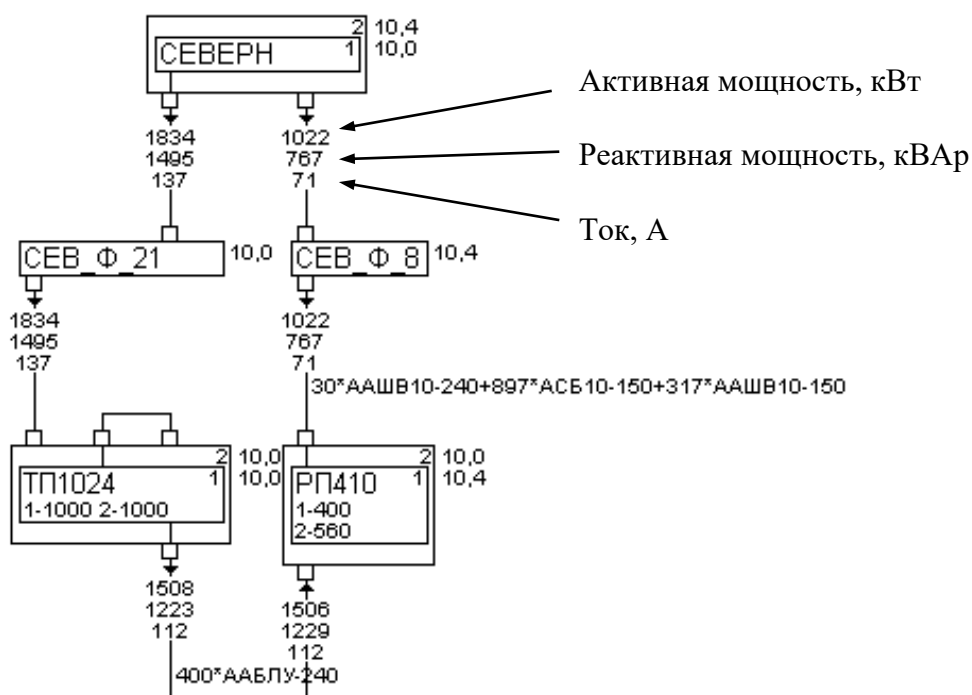 2 10,4
СЕВЕРН 1 10,0
Активная мощность, кВт
1834 1022
Реактивная мощность, кВАр
1495 767
137 71
Ток, А
СЕВ_Ф_21 10,0 СЕВ_Ф_8 10,4
1834 1022
1495 767
137 71
30*ААШВ10-240+897*АСБ10-150+317*ААШВ10-150
2 10,0 2 10,0
ТП1024 1 10,0 РП410 1 10,4
1-1000 2-1000 1-400
2-560
1508 1506
1223 1229
112 112
400*ААБЛУ-240